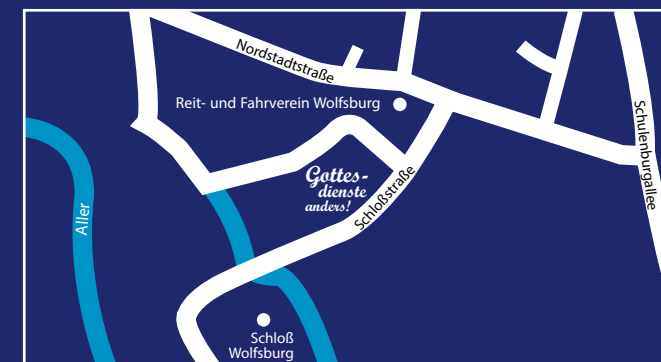 Nordstadtstraße
Reit- und Fahrverein Wolfsburg
Schulenburgallee
Gottes-
dienste
anders!
Schloßstraße
Aller
Schloß
Wolfsburg